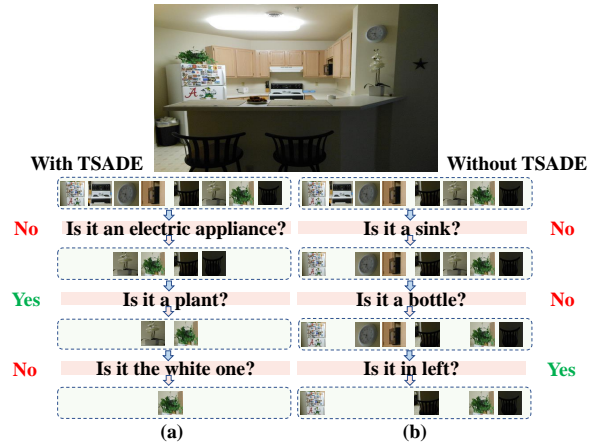 With TSADE
Without TSADE
No
Is it an electric appliance?
Is it a sink?
No
Yes
Is it a plant?
Is it a bottle?
No
No
Is it the white one?
Is it in left?
Yes
(a)
(b)